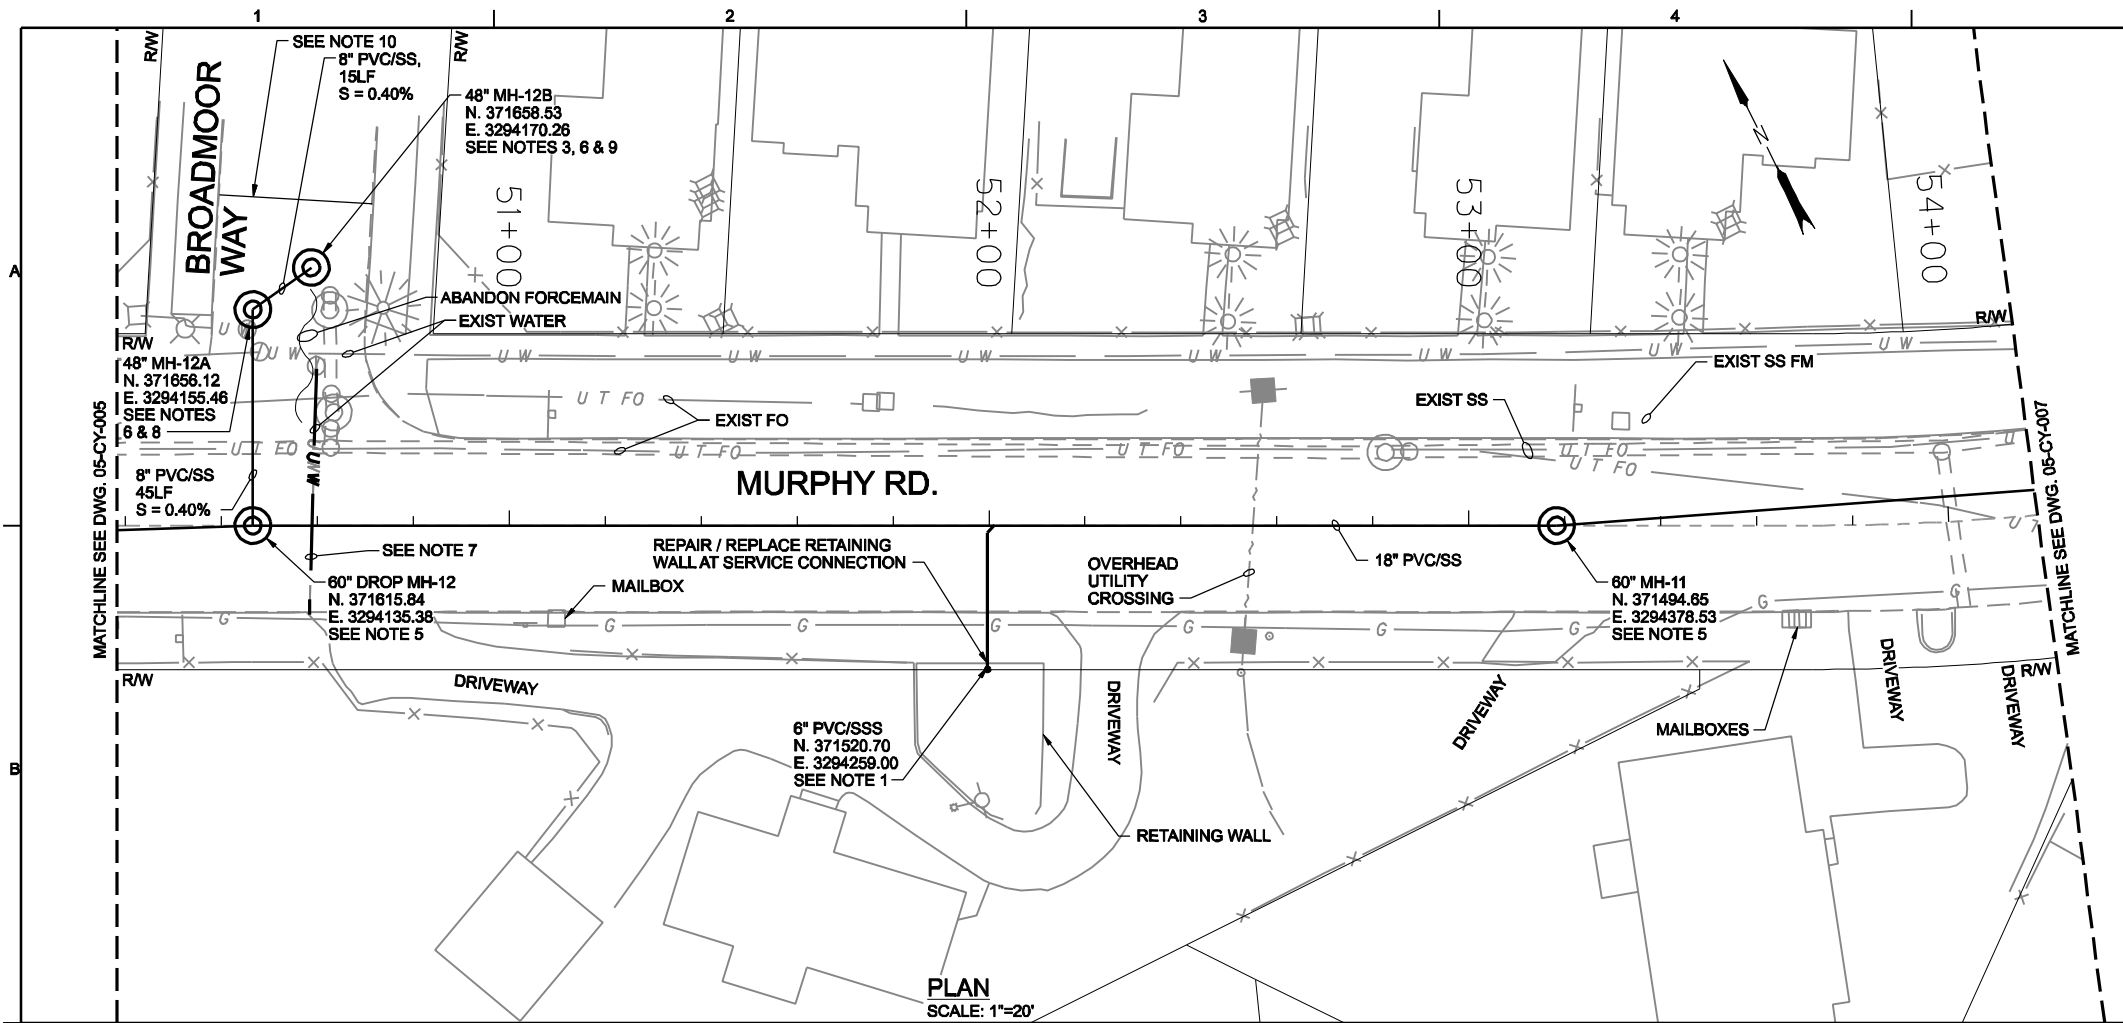 1
2
3
4
A
B
R/W
R/W
SEE NOTE 10
8" PVC/SS,
15LF
S = 0.40%
48" MH-12B
N. 371658.53
E. 3294170.26
SEE NOTES 3, 6 & 9
BROADMOOR
WAY
51+00
52+00
53+00
54+00
N
ABANDON FORCEMAIN
EXIST WATER
R/W
R/W
48" MH-12A
N. 371656.12
E. 3294155.46
SEE NOTES
6 & 8
U W
U W
U W
U W
U W
U W
U W
U W
U W
U T FO
EXIST FO
EXIST SS
EXIST SS FM
U T FO
U T FO
U T FO
U T FO
U T FO
U
U T
U W
MATCHLINE SEE DWG. 05-CY-005
MATCHLINE SEE DWG. 05-CY-007
8" PVC/SS
45LF
S = 0.40%
MURPHY RD.
SEE NOTE 7
60" DROP MH-12
N. 371615.84
E. 3294135.38
SEE NOTE 5
MAILBOX
REPAIR / REPLACE RETAINING
WALL AT SERVICE CONNECTION
OVERHEAD
UTILITY
CROSSING
18" PVC/SS
60" MH-11
N. 371494.65
E. 3294378.53
SEE NOTE 5
G
G
G
G
G
G
G
G
G
R/W
R/W
DRIVEWAY
DRIVEWAY
DRIVEWAY
DRIVEWAY
DRIVEWAY
6" PVC/SSS
N. 371520.70
E. 3294259.00
SEE NOTE 1
MAILBOXES
RETAINING WALL
PLAN
SCALE: 1"=20'